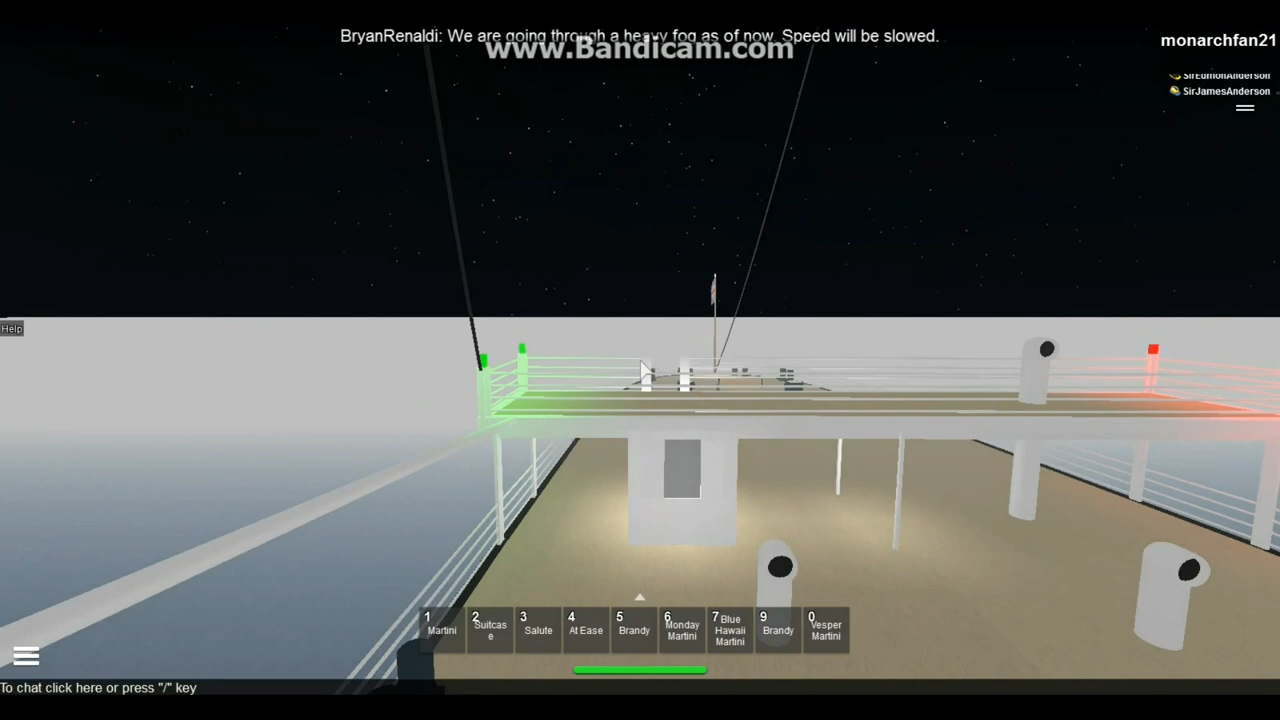 BryanRenaldi: We are going through a heavy fog as of now. Speed will be slowed.
www.Bandicam.com
monarchfan21
SirEdmonAnderson
SirJamesAnderson
Help
1 Martini
2 Suitcas
e
3 Salute
4 At Ease
5 Brandy
6 Monday
Martini
7 Blue
Hawaii
Martini
9 Brandy
0 Vesper
Martini
To chat click here or press "/" key